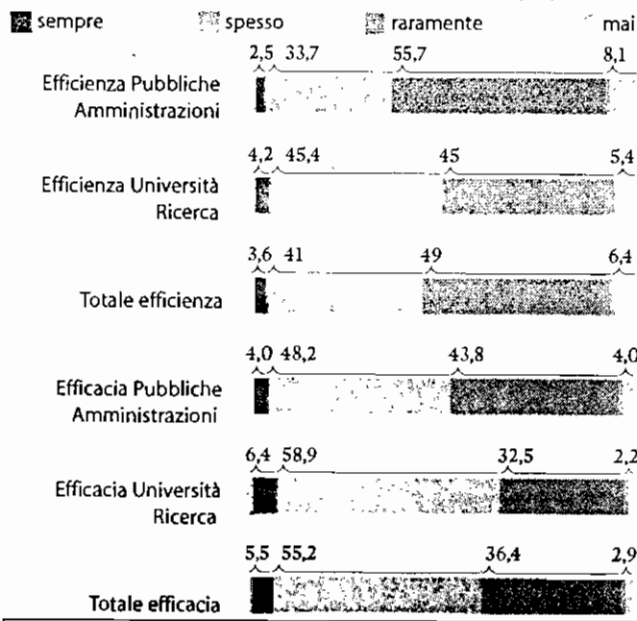 sempre spesso raramente mai
2,5 33,7 55,7 8,1
Efficienza Pubbliche
Amministrazioni
4,2 45,4 45 5,4
Efficienza Università
Ricerca
3,6 41 49 6,4
Totale efficienza
4,0 48,2 43,8 4,0
Efficacia Pubbliche
Amministrazioni
6,4 58,9 32,5 2,2
Efficacia Università
Ricerca
5,5 55,2 36,4 2,9
Totale efficacia